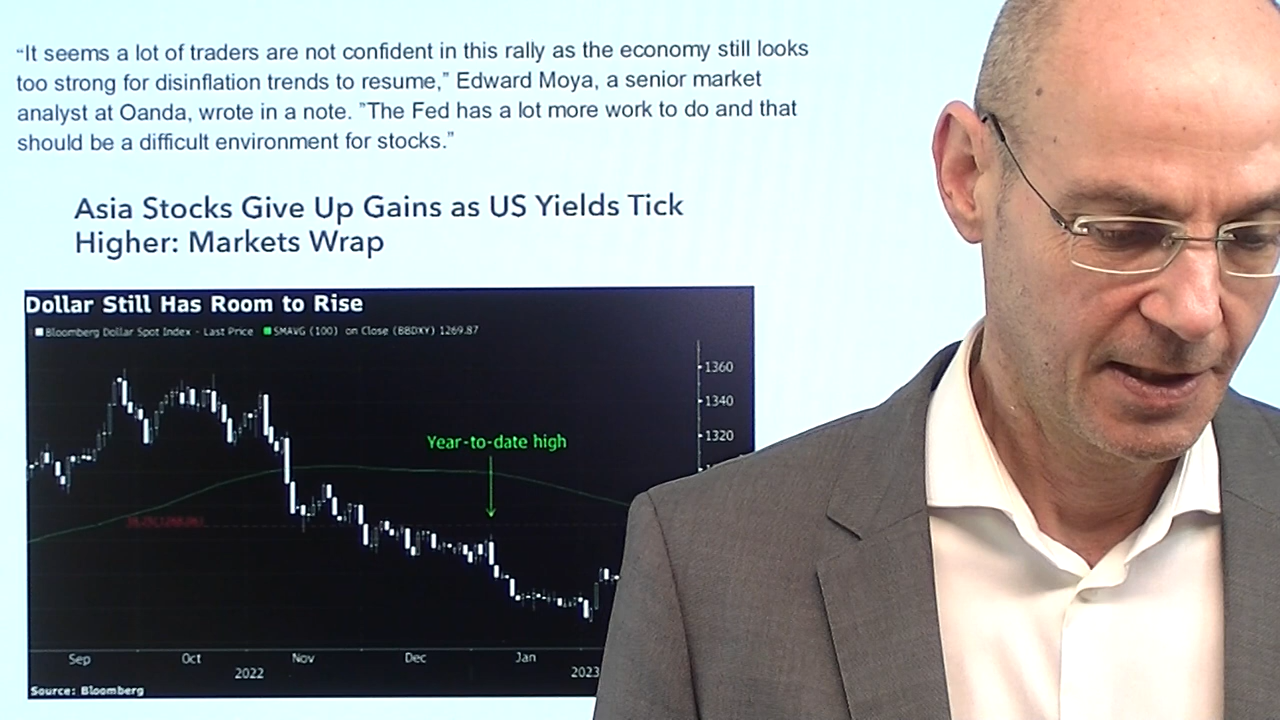 “It seems a lot of traders are not confident in this rally as the economy still looks
too strong for disinflation trends to resume,” Edward Moya, a senior market
analyst at Oanda, wrote in a note. ”The Fed has a lot more work to do and that
should be a difficult environment for stocks.”
Asia Stocks Give Up Gains as US Yields Tick
Higher: Markets Wrap
Dollar Still Has Room to Rise
Bloomberg Dollar Spot Index - Last Price SMAVG (100) on Close (BBDXY) 1269.87
1360
1340
1320
Year-to-date high
Sep Oct Nov Dec Jan
2022 2023
Source: Bloomberg